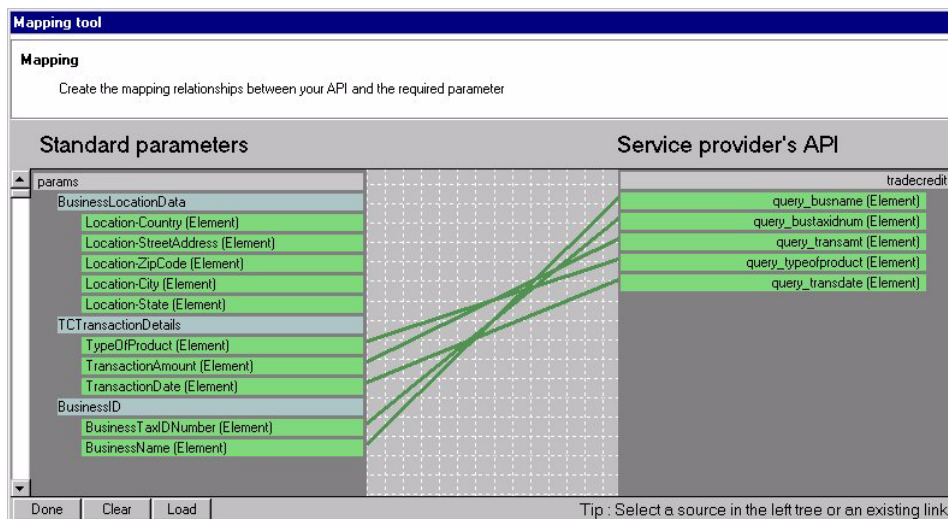 Mapping tool
Mapping
Create the mapping relationships between your API and the required parameter
Standard parameters
Service provider's API
params
BusinessLocationData
Location-Country (Element)
Location-StreetAddress (Element)
Location-ZipCode (Element)
Location-City (Element)
Location-State (Element)
TCTransactionDetails
TypeOfProduct (Element)
TransactionAmount (Element)
TransactionDate (Element)
BusinessID
BusinessTaxIDNumber (Element)
BusinessName (Element)
tradecredit
query_busname (Element)
query_bustaxidnum (Element)
query_transamt (Element)
query_typeofproduct (Element)
query_transdate (Element)
Done
Clear
Load
Tip : Select a source in the left tree or an existing link